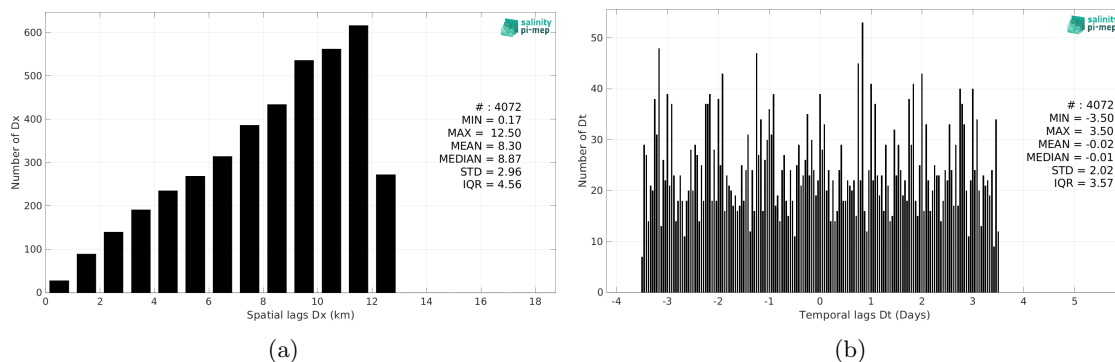 600
500
400
300
200
100
0
Number of Dx
0 2 4 6 8 10 12 14 16 18
Spatial lags Dx (km)
salinity
pi-mep
# : 4072
MIN = 0.17
MAX = 12.50
MEAN = 8.30
MEDIAN = 8.87
STD = 2.96
IQR = 4.56
(a)
50
40
30
20
10
0
Number of Dt
-4 -3 -2 -1 0 1 2 3 4 5
Temporal lags Dt (Days)
salinity
pi-mep
# : 4072
MIN = -3.50
MAX = 3.50
MEAN = -0.02
MEDIAN = -0.01
STD = 2.02
IQR = 3.57
(b)